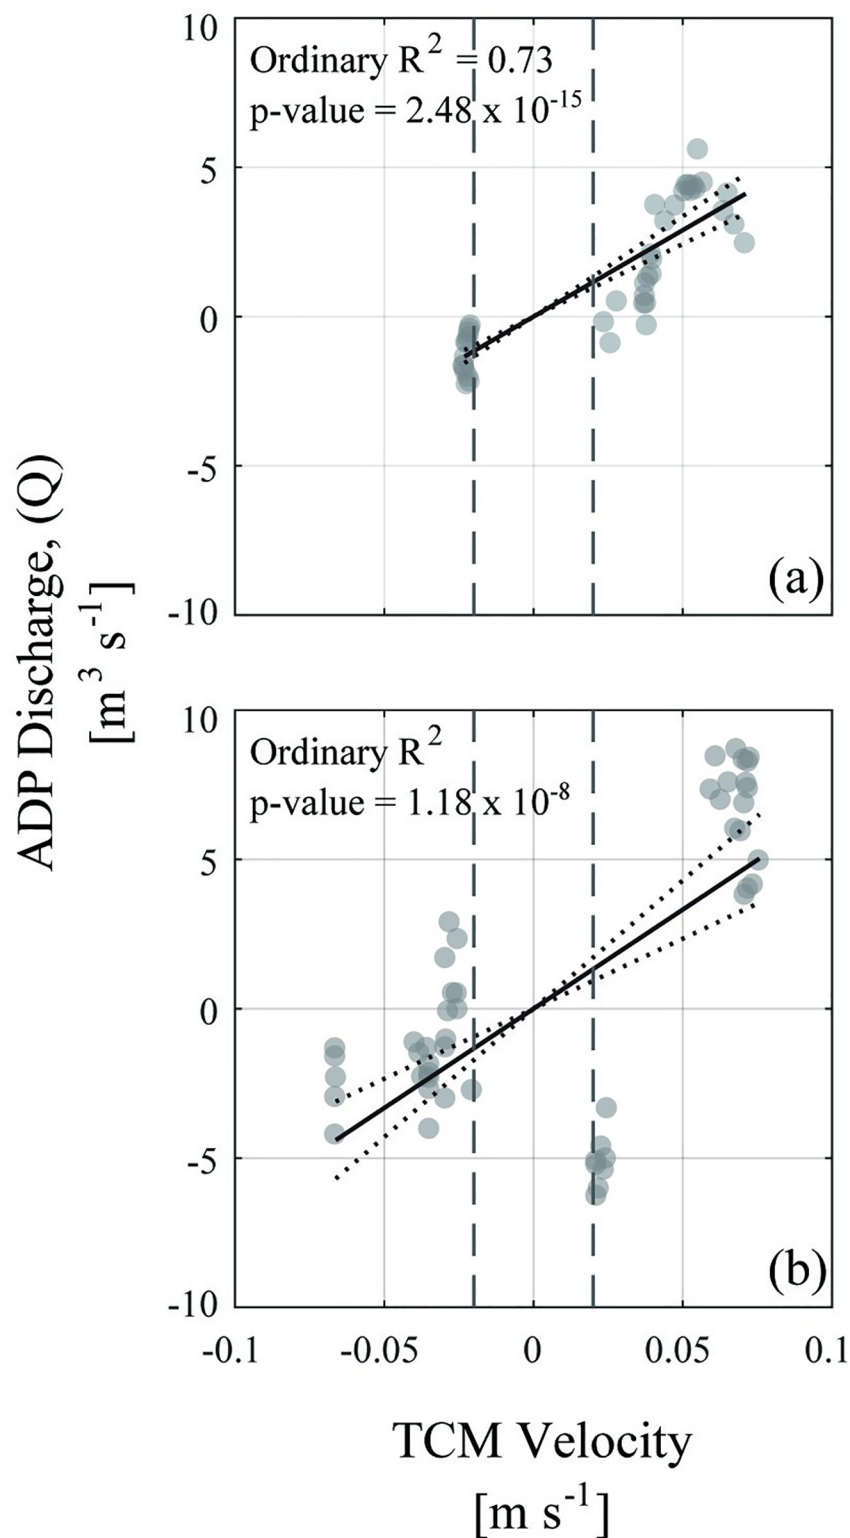 ADP Discharge, (Q)
[m³ s⁻¹]
10
5
0
-5
-10
Ordinary R² = 0.73
p-value = 2.48 x 10⁻¹⁵
(a)
10
5
0
-5
-10
Ordinary R²
p-value = 1.18 x 10⁻⁸
(b)
-0.1 -0.05 0 0.05 0.1
TCM Velocity
[m s⁻¹]